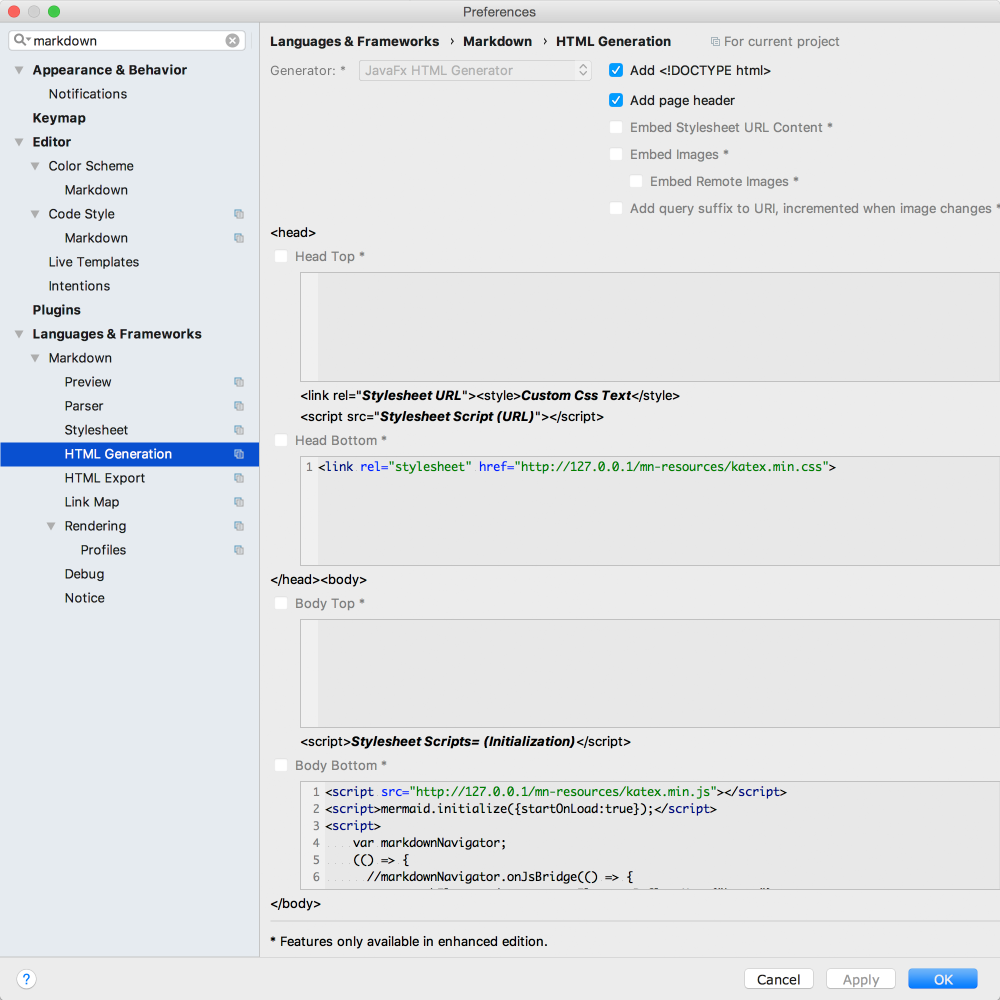 Preferences
markdown
Appearance & Behavior
Notifications
Keymap
Editor
Color Scheme
Markdown
Code Style
Markdown
Live Templates
Intentions
Plugins
Languages & Frameworks
Markdown
Preview
Parser
Stylesheet
HTML Generation
HTML Export
Link Map
Rendering
Profiles
Debug
Notice
Languages & Frameworks › Markdown › HTML Generation For current project
Generator: * JavaFx HTML Generator
Add <!DOCTYPE html>
Add page header
Embed Stylesheet URL Content *
Embed Images *
Embed Remote Images *
Add query suffix to URI, incremented when image changes *
<head>
Head Top *
<link rel="Stylesheet URL"><style>Custom Css Text</style>
<script src="Stylesheet Script (URL)"></script>
Head Bottom *
1 <link rel="stylesheet" href="http://127.0.0.1/mn-resources/katex.min.css">
</head><body>
Body Top *
<script>Stylesheet Scripts= (Initialization)</script>
Body Bottom *
1 <script src="http://127.0.0.1/mn-resources/katex.min.js"></script>
2 <script>mermaid.initialize({startOnLoad:true});</script>
3 <script>
4 var markdownNavigator;
5 (() => {
6 //markdownNavigator.onJsBridge(() => {
</body>
* Features only available in enhanced edition.
?
Cancel
Apply
OK